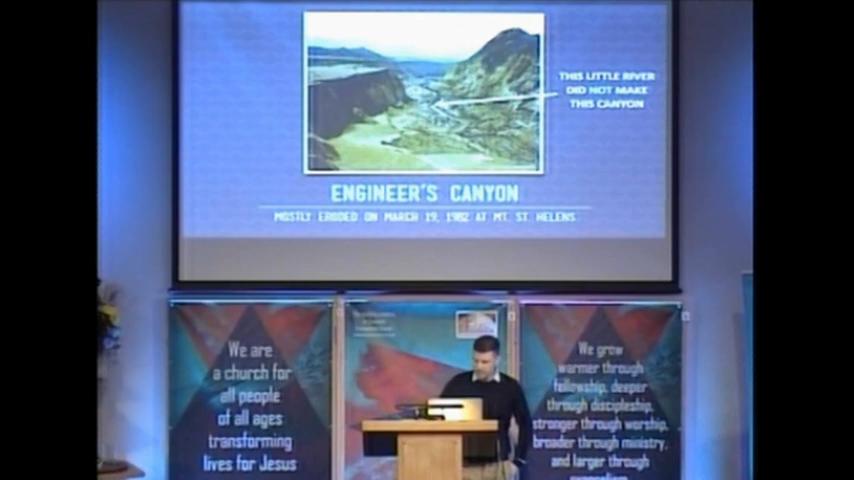 THIS LITTLE RIVER
DID NOT MAKE
THIS CANYON
ENGINEER'S CANYON
MOSTLY ERODED ON MARCH 19, 1982 AT MT. ST. HELENS
We are
a church for
all people
of all ages
transforming
lives for Jesus
We grow
warmer through
fellowship, deeper
through discipleship,
stronger through worship,
broader through ministry,
and larger through
evangelism